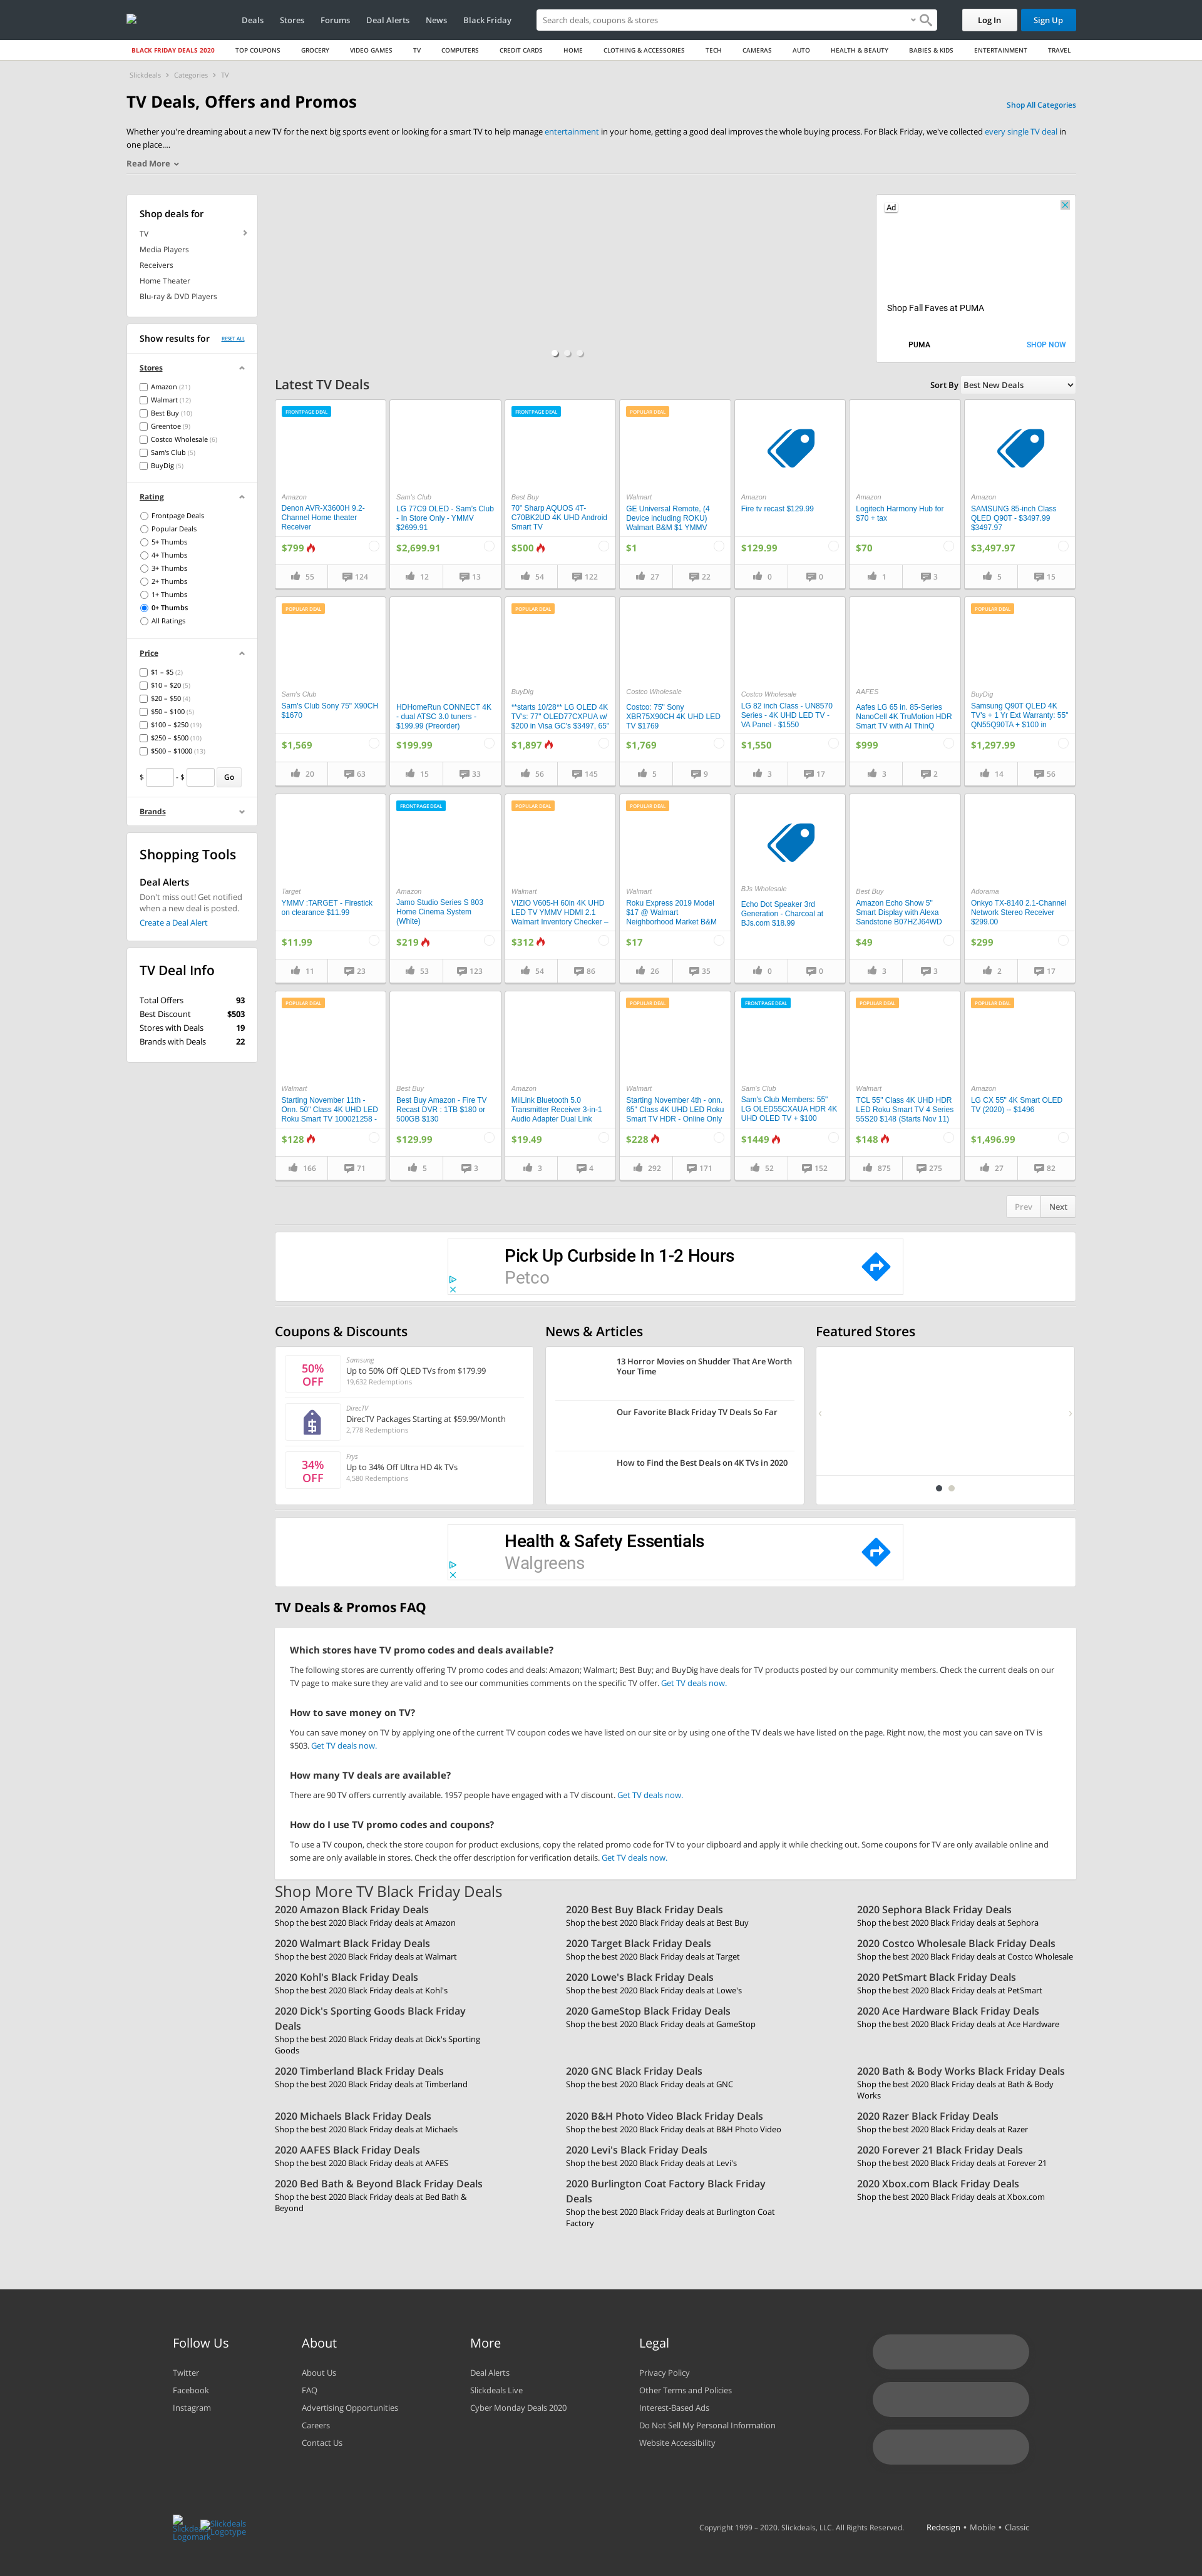 Deals Stores Forums Deal Alerts News Black Friday Search deals, coupons & stores Log In Sign Up
BLACK FRIDAY DEALS 2020 TOP COUPONS GROCERY VIDEO GAMES TV COMPUTERS CREDIT CARDS HOME CLOTHING & ACCESSORIES TECH CAMERAS AUTO HEALTH & BEAUTY BABIES & KIDS ENTERTAINMENT TRAVEL
Slickdeals Categories TV
TV Deals, Offers and Promos
Shop All Categories
Whether you're dreaming about a new TV for the next big sports event or looking for a smart TV to help manage entertainment in your home, getting a good deal improves the whole buying process. For Black Friday, we've collected every single TV deal in
one place....
Read More
Shop deals for
TV
Media Players
Receivers
Home Theater
Blu-ray & DVD Players
Show results for RESET ALL
Stores
Amazon (21)
Walmart (12)
Best Buy (10)
Greentoe (9)
Costco Wholesale (6)
Sam's Club (5)
BuyDig (5)
Rating
Frontpage Deals
Popular Deals
5+ Thumbs
4+ Thumbs
3+ Thumbs
2+ Thumbs
1+ Thumbs
0+ Thumbs
All Ratings
Price
$1 – $5 (2)
$10 – $20 (5)
$20 – $50 (4)
$50 – $100 (5)
$100 – $250 (19)
$250 – $500 (10)
$500 – $1000 (13)
$ - $ Go
Brands
Shopping Tools
Deal Alerts
Don't miss out! Get notified
when a new deal is posted.
Create a Deal Alert
TV Deal Info
Total Offers 93
Best Discount $503
Stores with Deals 19
Brands with Deals 22
Ad
Shop Fall Faves at PUMA
PUMA SHOP NOW
Latest TV Deals
Sort By Best New Deals
FRONTPAGE DEAL
Amazon
Denon AVR-X3600H 9.2-
Channel Home theater
Receiver
$799
55 124
Sam's Club
LG 77C9 OLED - Sam's Club
- In Store Only - YMMV
$2699.91
$2,699.91
12 13
FRONTPAGE DEAL
Best Buy
70" Sharp AQUOS 4T-
C70BK2UD 4K UHD Android
Smart TV
$500
54 122
POPULAR DEAL
Walmart
GE Universal Remote, (4
Device including ROKU)
Walmart B&M $1 YMMV
$1
27 22
Amazon
Fire tv recast $129.99
$129.99
0 0
Amazon
Logitech Harmony Hub for
$70 + tax
$70
1 3
Amazon
SAMSUNG 85-inch Class
QLED Q90T - $3497.99
$3497.97
$3,497.97
5 15
POPULAR DEAL
Sam's Club
Sam's Club Sony 75" X90CH
$1670
$1,569
20 63
HDHomeRun CONNECT 4K
- dual ATSC 3.0 tuners -
$199.99 (Preorder)
$199.99
15 33
POPULAR DEAL
BuyDig
**starts 10/28** LG OLED 4K
TV's: 77" OLED77CXPUA w/
$200 in Visa GC's $3497, 65"
$1,897
56 145
Costco Wholesale
Costco: 75" Sony
XBR75X90CH 4K UHD LED
TV $1769
$1,769
5 9
Costco Wholesale
LG 82 inch Class - UN8570
Series - 4K UHD LED TV -
VA Panel - $1550
$1,550
3 17
AAFES
Aafes LG 65 in. 85-Series
NanoCell 4K TruMotion HDR
Smart TV with AI ThinQ
$999
3 2
POPULAR DEAL
BuyDig
Samsung Q90T QLED 4K
TV's + 1 Yr Ext Warranty: 55"
QN55Q90TA + $100 in
$1,297.99
14 56
Target
YMMV :TARGET - Firestick
on clearance $11.99
$11.99
11 23
FRONTPAGE DEAL
Amazon
Jamo Studio Series S 803
Home Cinema System
(White)
$219
53 123
POPULAR DEAL
Walmart
VIZIO V605-H 60in 4K UHD
LED TV YMMV HDMI 2.1
Walmart Inventory Checker –
$312
54 86
POPULAR DEAL
Walmart
Roku Express 2019 Model
$17 @ Walmart
Neighborhood Market B&M
$17
26 35
BJs Wholesale
Echo Dot Speaker 3rd
Generation - Charcoal at
BJs.com $18.99
0 0
Best Buy
Amazon Echo Show 5"
Smart Display with Alexa
Sandstone B07HZJ64WD
$49
3 3
Adorama
Onkyo TX-8140 2.1-Channel
Network Stereo Receiver
$299.00
$299
2 17
POPULAR DEAL
Walmart
Starting November 11th -
Onn. 50" Class 4K UHD LED
Roku Smart TV 100021258 -
$128
166 71
Best Buy
Best Buy Amazon - Fire TV
Recast DVR : 1TB $180 or
500GB $130
$129.99
5 3
Amazon
MiiLink Bluetooth 5.0
Transmitter Receiver 3-in-1
Audio Adapter Dual Link
$19.49
3 4
POPULAR DEAL
Walmart
Starting November 4th - onn.
65" Class 4K UHD LED Roku
Smart TV HDR - Online Only
$228
292 171
FRONTPAGE DEAL
Sam's Club
Sam's Club Members: 55"
LG OLED55CXAUA HDR 4K
UHD OLED TV + $100
$1449
52 152
POPULAR DEAL
Walmart
TCL 55" Class 4K UHD HDR
LED Roku Smart TV 4 Series
55S20 $148 (Starts Nov 11)
$148
875 275
POPULAR DEAL
Amazon
LG CX 55" 4K Smart OLED
TV (2020) -- $1496
$1,496.99
27 82
Prev Next
Pick Up Curbside In 1-2 Hours
Petco
Coupons & Discounts
50%
OFF
Samsung
Up to 50% Off QLED TVs from $179.99
19,632 Redemptions
DirecTV
DirecTV Packages Starting at $59.99/Month
2,778 Redemptions
34%
OFF
Frys
Up to 34% Off Ultra HD 4k TVs
4,580 Redemptions
News & Articles
13 Horror Movies on Shudder That Are Worth
Your Time
Our Favorite Black Friday TV Deals So Far
How to Find the Best Deals on 4K TVs in 2020
Featured Stores
Health & Safety Essentials
Walgreens
TV Deals & Promos FAQ
Which stores have TV promo codes and deals available?
The following stores are currently offering TV promo codes and deals: Amazon; Walmart; Best Buy; and BuyDig have deals for TV products posted by our community members. Check the current deals on our
TV page to make sure they are valid and to see our communities comments on the specific TV offer. Get TV deals now.
How to save money on TV?
You can save money on TV by applying one of the current TV coupon codes we have listed on our site or by using one of the TV deals we have listed on the page. Right now, the most you can save on TV is
$503. Get TV deals now.
How many TV deals are available?
There are 90 TV offers currently available. 1957 people have engaged with a TV discount. Get TV deals now.
How do I use TV promo codes and coupons?
To use a TV coupon, check the store coupon for product exclusions, copy the related promo code for TV to your clipboard and apply it while checking out. Some coupons for TV are only available online and
some are only available in stores. Check the offer description for verification details. Get TV deals now.
Shop More TV Black Friday Deals
2020 Amazon Black Friday Deals
Shop the best 2020 Black Friday deals at Amazon
2020 Best Buy Black Friday Deals
Shop the best 2020 Black Friday deals at Best Buy
2020 Sephora Black Friday Deals
Shop the best 2020 Black Friday deals at Sephora
2020 Walmart Black Friday Deals
Shop the best 2020 Black Friday deals at Walmart
2020 Target Black Friday Deals
Shop the best 2020 Black Friday deals at Target
2020 Costco Wholesale Black Friday Deals
Shop the best 2020 Black Friday deals at Costco Wholesale
2020 Kohl's Black Friday Deals
Shop the best 2020 Black Friday deals at Kohl's
2020 Lowe's Black Friday Deals
Shop the best 2020 Black Friday deals at Lowe's
2020 PetSmart Black Friday Deals
Shop the best 2020 Black Friday deals at PetSmart
2020 Dick's Sporting Goods Black Friday
Deals
Shop the best 2020 Black Friday deals at Dick's Sporting
Goods
2020 GameStop Black Friday Deals
Shop the best 2020 Black Friday deals at GameStop
2020 Ace Hardware Black Friday Deals
Shop the best 2020 Black Friday deals at Ace Hardware
2020 Timberland Black Friday Deals
Shop the best 2020 Black Friday deals at Timberland
2020 GNC Black Friday Deals
Shop the best 2020 Black Friday deals at GNC
2020 Bath & Body Works Black Friday Deals
Shop the best 2020 Black Friday deals at Bath & Body
Works
2020 Michaels Black Friday Deals
Shop the best 2020 Black Friday deals at Michaels
2020 B&H Photo Video Black Friday Deals
Shop the best 2020 Black Friday deals at B&H Photo Video
2020 Razer Black Friday Deals
Shop the best 2020 Black Friday deals at Razer
2020 AAFES Black Friday Deals
Shop the best 2020 Black Friday deals at AAFES
2020 Levi's Black Friday Deals
Shop the best 2020 Black Friday deals at Levi's
2020 Forever 21 Black Friday Deals
Shop the best 2020 Black Friday deals at Forever 21
2020 Bed Bath & Beyond Black Friday Deals
Shop the best 2020 Black Friday deals at Bed Bath &
Beyond
2020 Burlington Coat Factory Black Friday
Deals
Shop the best 2020 Black Friday deals at Burlington Coat
Factory
2020 Xbox.com Black Friday Deals
Shop the best 2020 Black Friday deals at Xbox.com
Follow Us
Twitter
Facebook
Instagram
About
About Us
FAQ
Advertising Opportunities
Careers
Contact Us
More
Deal Alerts
Slickdeals Live
Cyber Monday Deals 2020
Legal
Privacy Policy
Other Terms and Policies
Interest-Based Ads
Do Not Sell My Personal Information
Website Accessibility
Slickdeals
Logomark
Slickdeals
Logotype
Copyright 1999 – 2020. Slickdeals, LLC. All Rights Reserved. Redesign • Mobile • Classic